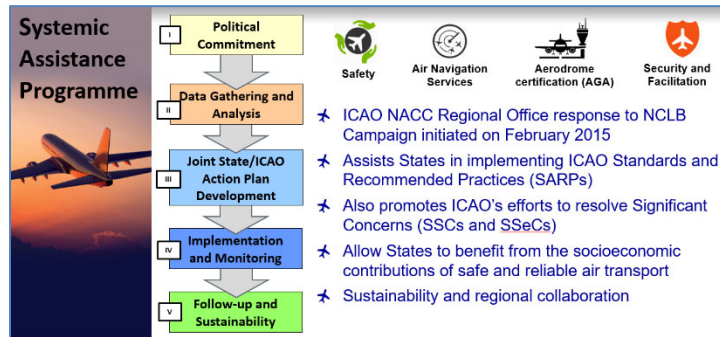 Systemic
Assistance
Programme
I
Political
Commitment
II
Data Gathering and
Analysis
III
Joint State/ICAO
Action Plan
Development
IV
Implementation
and Monitoring
V
Follow-up and
Sustainability
Safety
Air Navigation
Services
Aerodrome
certification (AGA)
Security and
Facilitation
ICAO NACC Regional Office response to NCLB
Campaign initiated on February 2015
Assists States in implementing ICAO Standards and
Recommended Practices (SARPs)
Also promotes ICAO's efforts to resolve Significant
Concerns (SSCs and SSeCs)
Allow States to benefit from the socioeconomic
contributions of safe and reliable air transport
Sustainability and regional collaboration